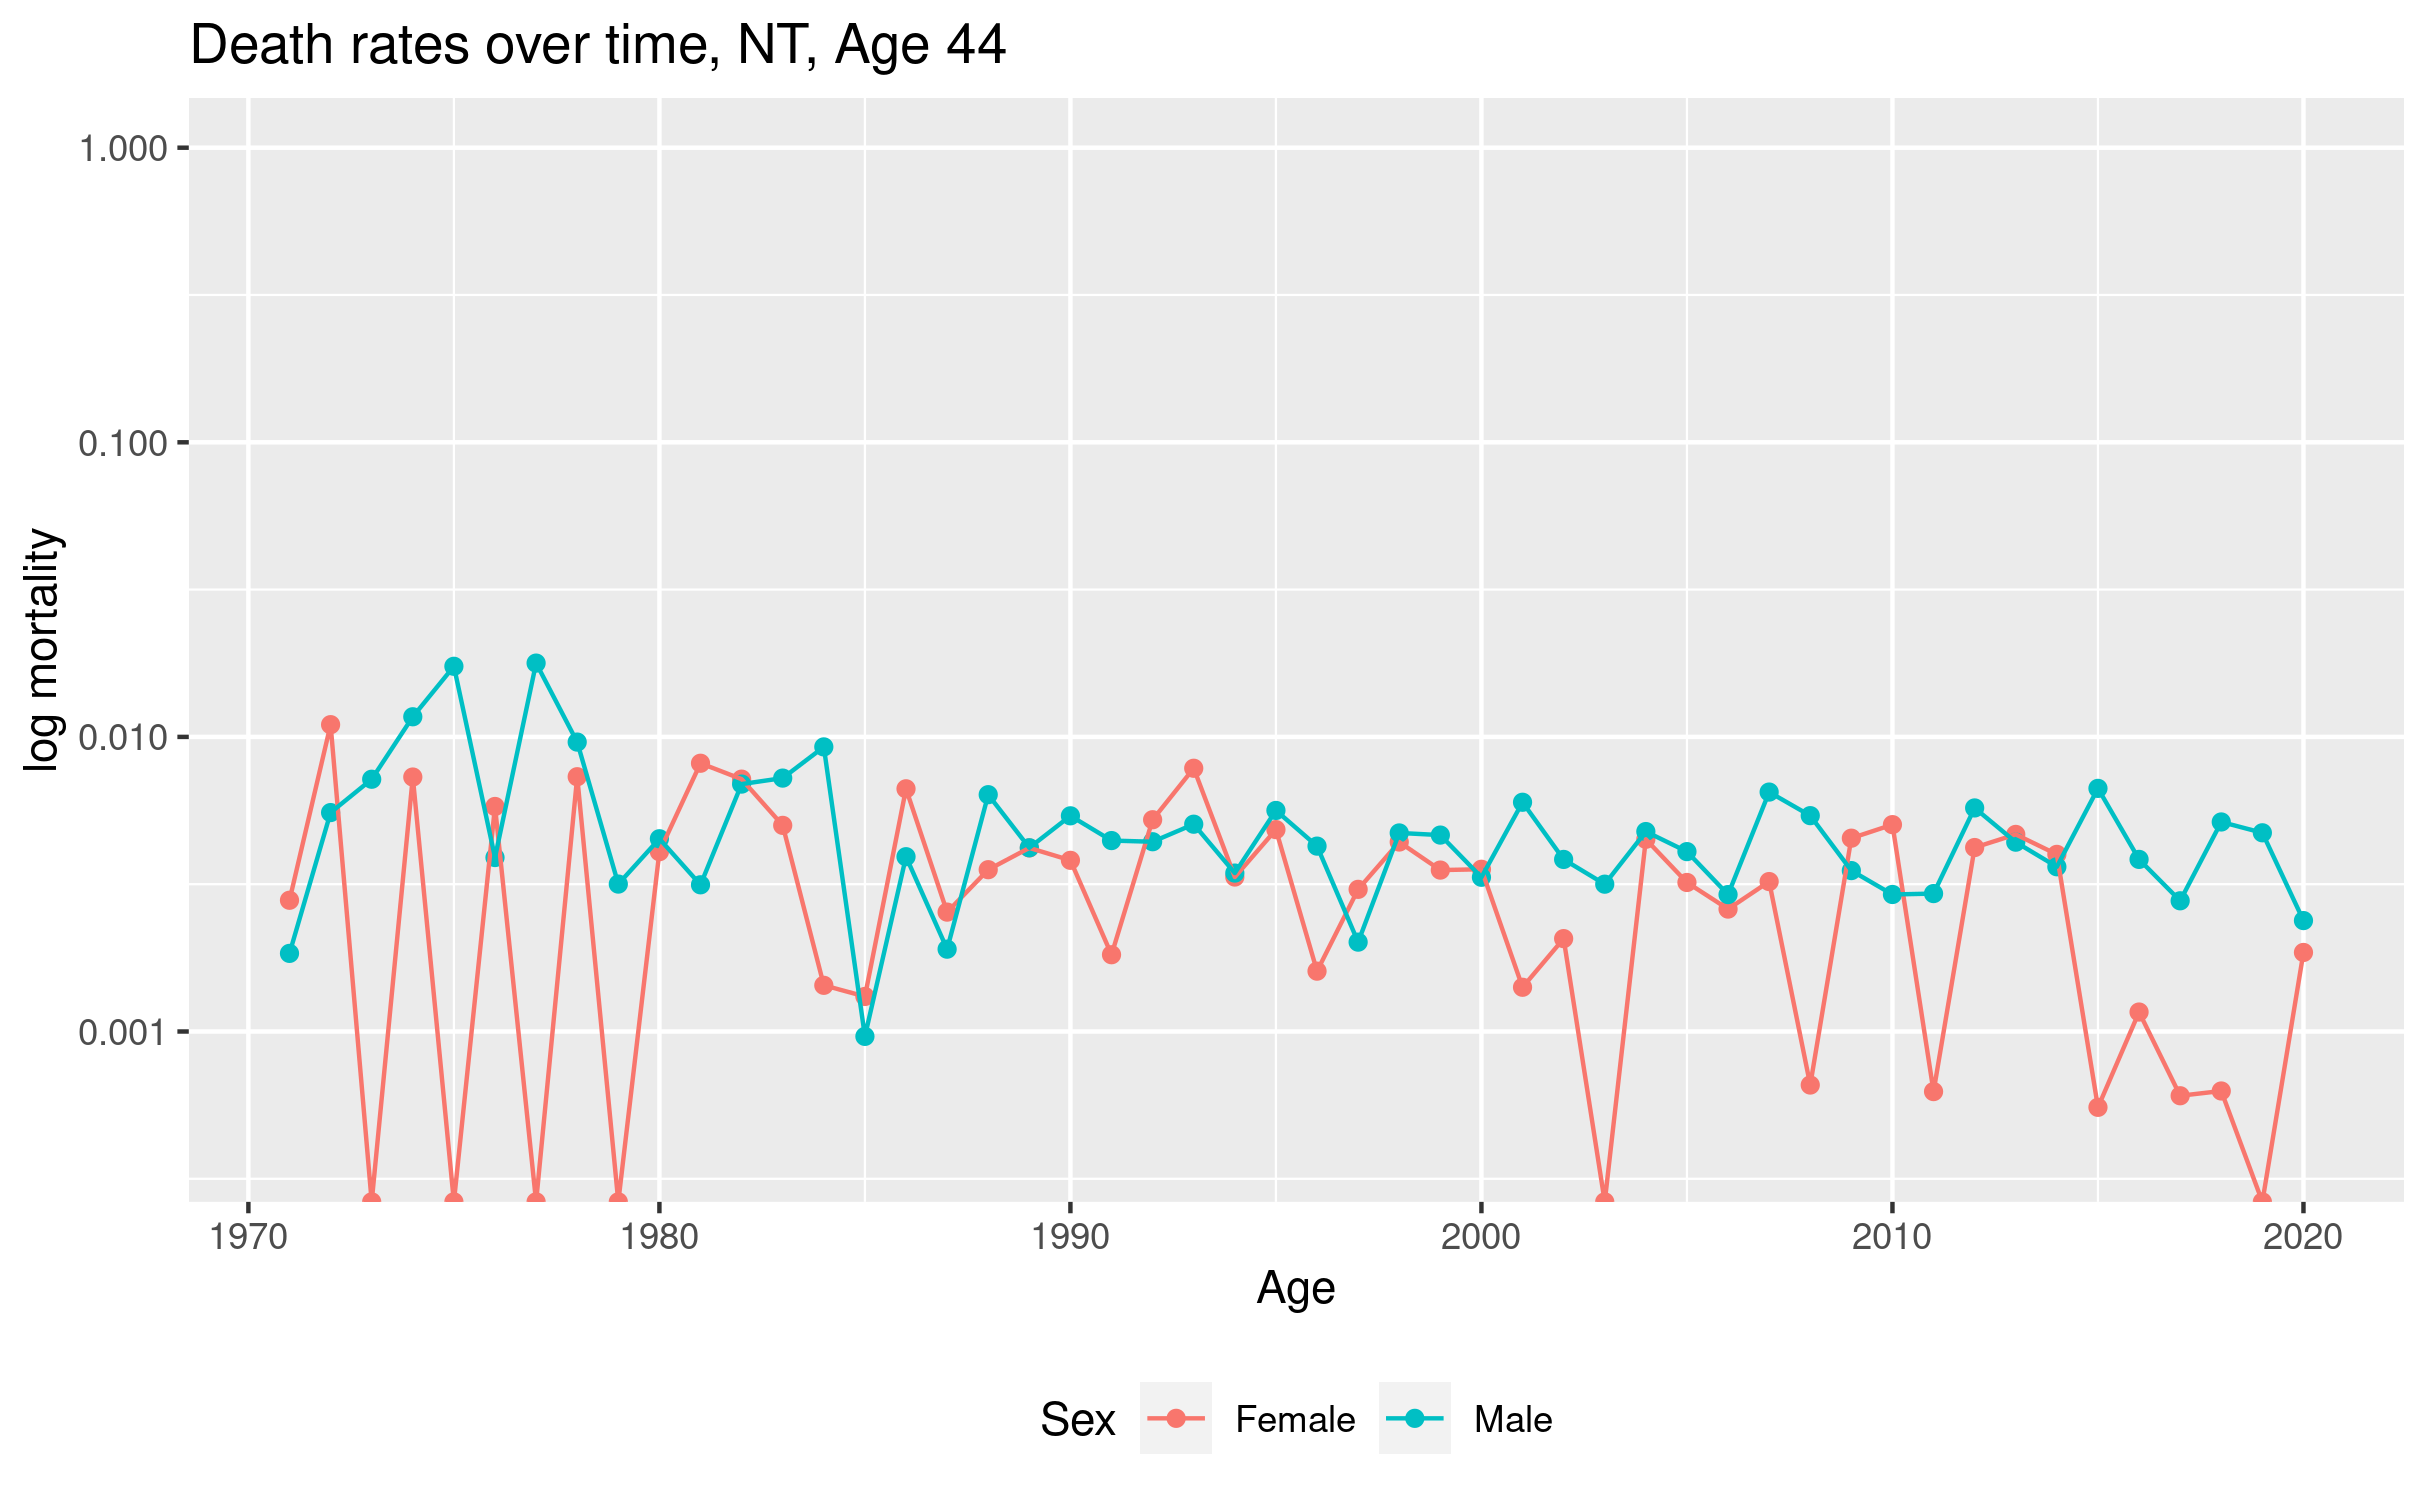 Death rates over time, NT, Age 44
log mortality
1.000
0.100
0.010
0.001
1970 1980 1990 2000 2010 2020
Age
Sex Female Male